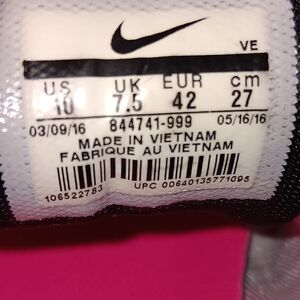 VE
US UK EUR cm
10 7.5 42 27
03/09/16 844741-999 05/16/16
MADE IN VIETNAM
FABRIQUE AU VIETNAM
106522783
UPC 00640135771095